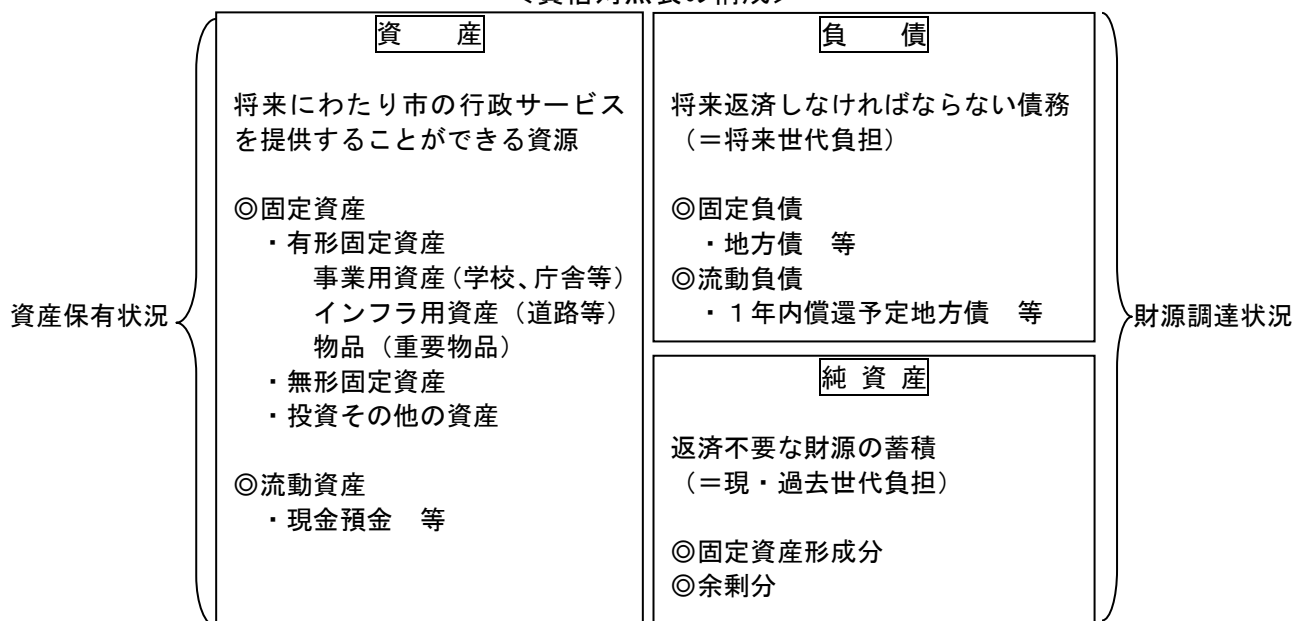 資産保有状況
資　　産
将来にわたり市の行政サービス
を提供することができる資源
◎固定資産
・有形固定資産
事業用資産（学校、庁舎等）
インフラ用資産（道路等）
物品（重要物品）
・無形固定資産
・投資その他の資産
◎流動資産
・現金預金　等
負　　債
将来返済しなければならない債務
（＝将来世代負担）
◎固定負債
・地方債　等
◎流動負債
・１年内償還予定地方債　等
純 資 産
返済不要な財源の蓄積
（＝現・過去世代負担）
◎固定資産形成分
◎余剰分
財源調達状況